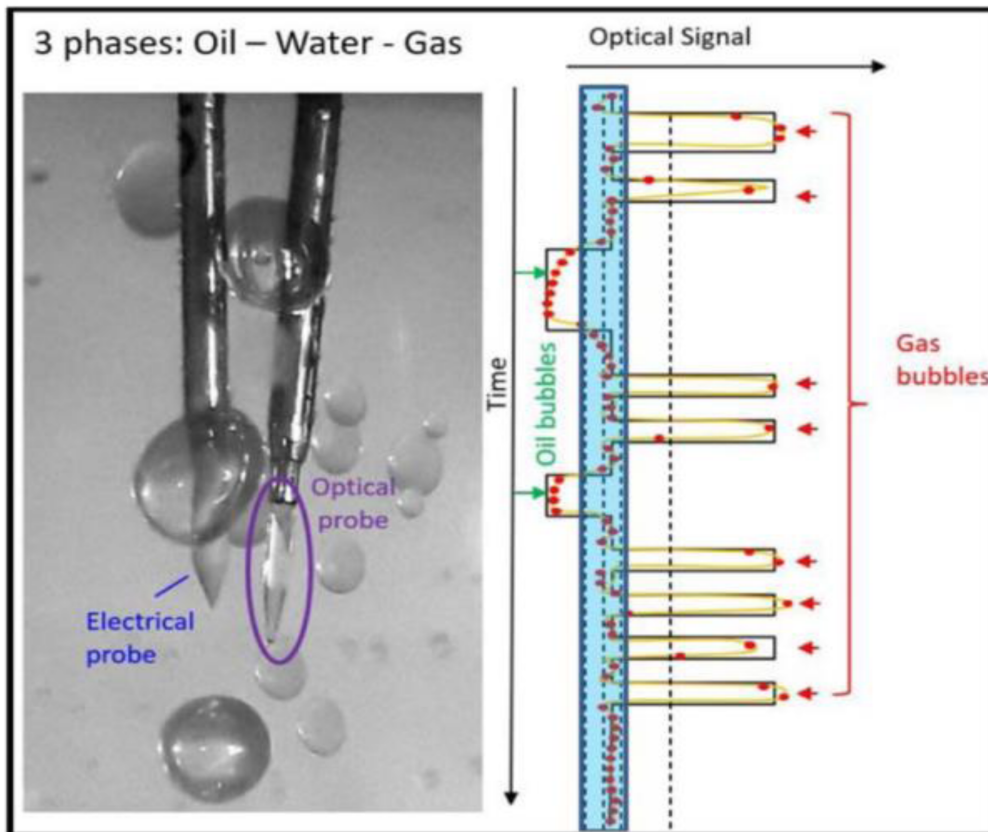 3 phases: Oil – Water - Gas
Optical Signal
Time
Oil bubbles
Gas
bubbles
Optical
probe
Electrical
probe